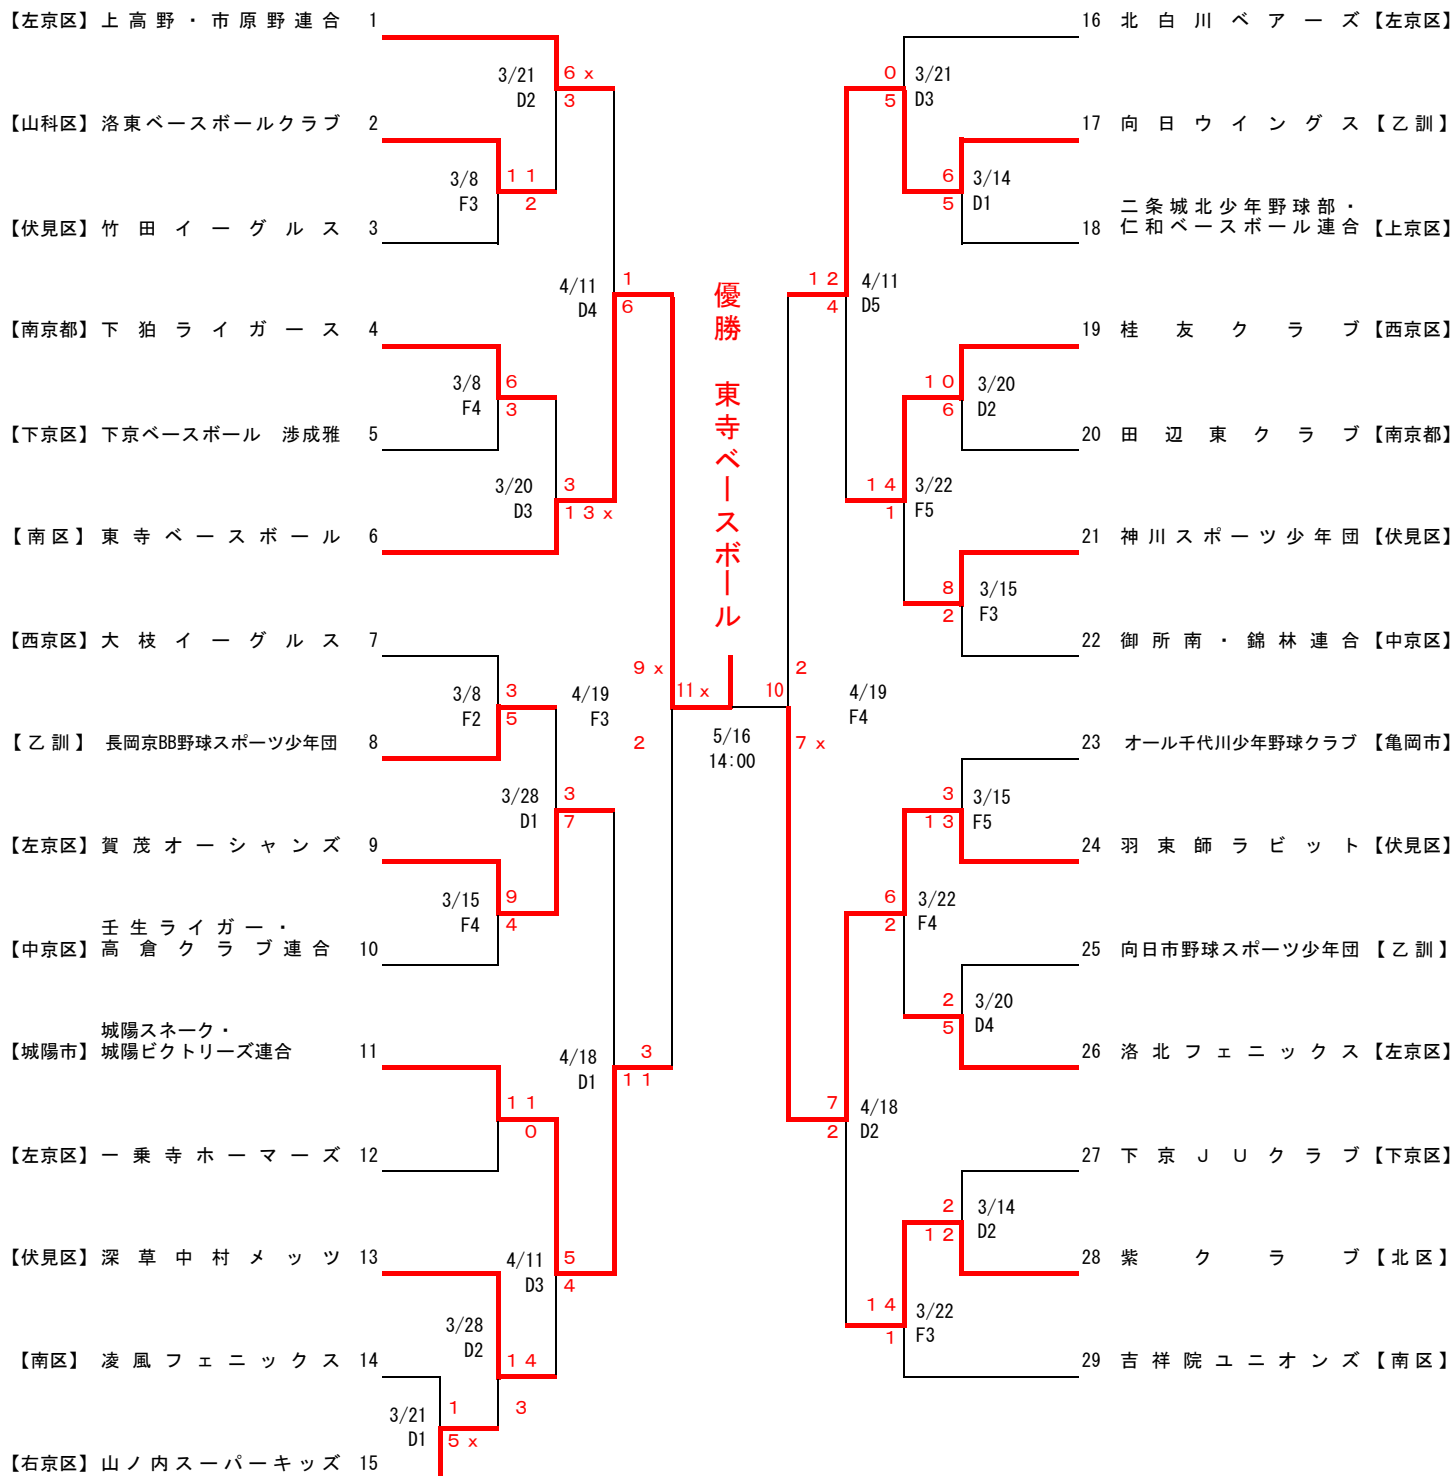 【左京区】上高野・市原野連合 1
3/21 6x
D2 3
【山科区】洛東ベースボールクラブ 2
3/8 11
F3 2
【伏見区】竹田イーグルス 3
4/11 1
D4 6
【南京都】下狛ライガース 4
3/8 6
F4 3
【下京区】下京ベースボール 渉成雅 5
3/20 3
D3 13x
【南区】東寺ベースボール 6
【西京区】大枝イーグルス 7
3/8 3
F2 5
【乙訓】長岡京BB野球スポーツ少年団 8
4/19 9x
F3 2
3/28 3
D1 7
【左京区】賀茂オーシャンズ 9
3/15 9
F4 4
壬生ライガー・
【中京区】高倉クラブ連合 10
城陽スネーク・
【城陽市】城陽ビクトリーズ連合 11
4/18 3
D1 11
11
0
【左京区】一乗寺ホーマーズ 12
【伏見区】深草中村メッツ 13
4/11 5
D3 4
3/28 14
D2 3
【南区】凌風フェニックス 14
3/21 1
D1 5x
【右京区】山ノ内スーパーキッズ 15
優勝 東寺ベースボール
11x 10
5/16
14:00
16 北白川ベアーズ【左京区】
0 3/21
5 D3
17 向日ウイングス【乙訓】
6 3/14
5 D1
二条城北少年野球部・
18 仁和ベースボール連合【上京区】
12 4/11
4 D5
19 桂友クラブ【西京区】
10 3/20
6 D2
20 田辺東クラブ【南京都】
14 3/22
1 F5
21 神川スポーツ少年団【伏見区】
8 3/15
2 F3
22 御所南・錦林連合【中京区】
2 4/19
7x F4
23 オール千代川少年野球クラブ【亀岡市】
3 3/15
13 F5
24 羽束師ラビット【伏見区】
6 3/22
2 F4
25 向日市野球スポーツ少年団【乙訓】
2 3/20
5 D4
26 洛北フェニックス【左京区】
7 4/18
2 D2
27 下京JUクラブ【下京区】
2 3/14
12 D2
28 紫クラブ【北区】
14 3/22
1 F3
29 吉祥院ユニオンズ【南区】